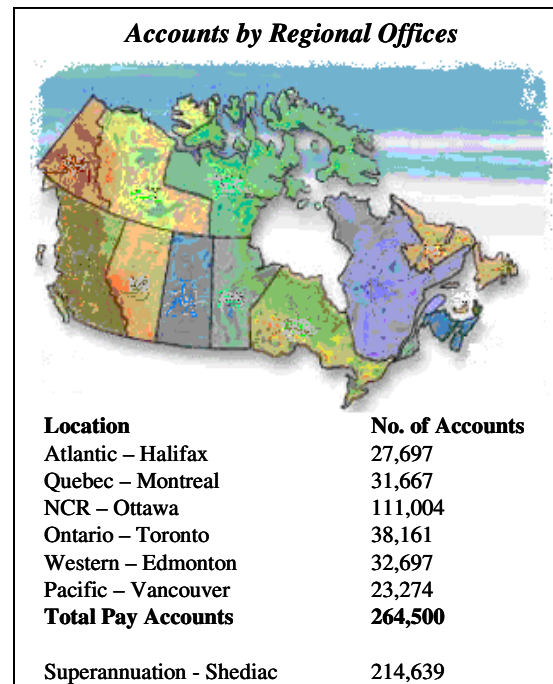 Accounts by Regional Offices
Location No. of Accounts
Atlantic – Halifax 27,697
Quebec – Montreal 31,667
NCR – Ottawa 111,004
Ontario – Toronto 38,161
Western – Edmonton 32,697
Pacific – Vancouver 23,274
Total Pay Accounts 264,500
Superannuation - Shediac 214,639